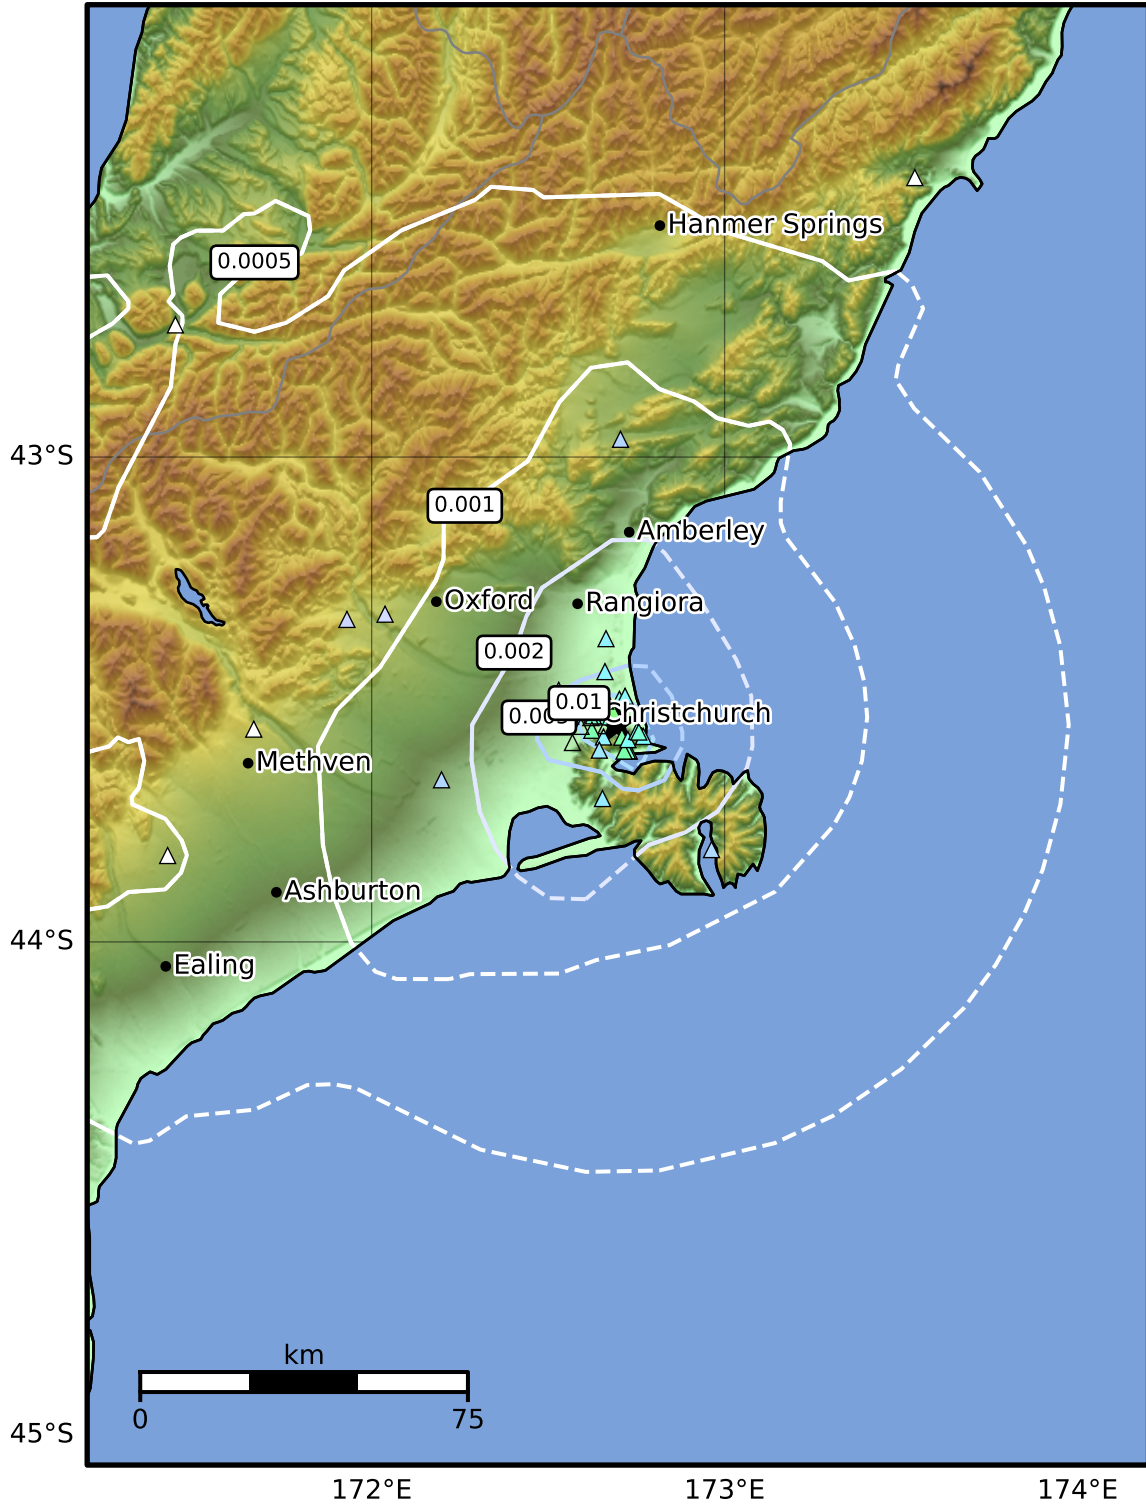 Hanmer Springs
0.0005
43°S
0.001
Amberley
Oxford
Rangiora
0.002
0.01
Christchurch
Methven
Ashburton
44°S
Ealing
km
0
75
45°S
172°E
173°E
174°E